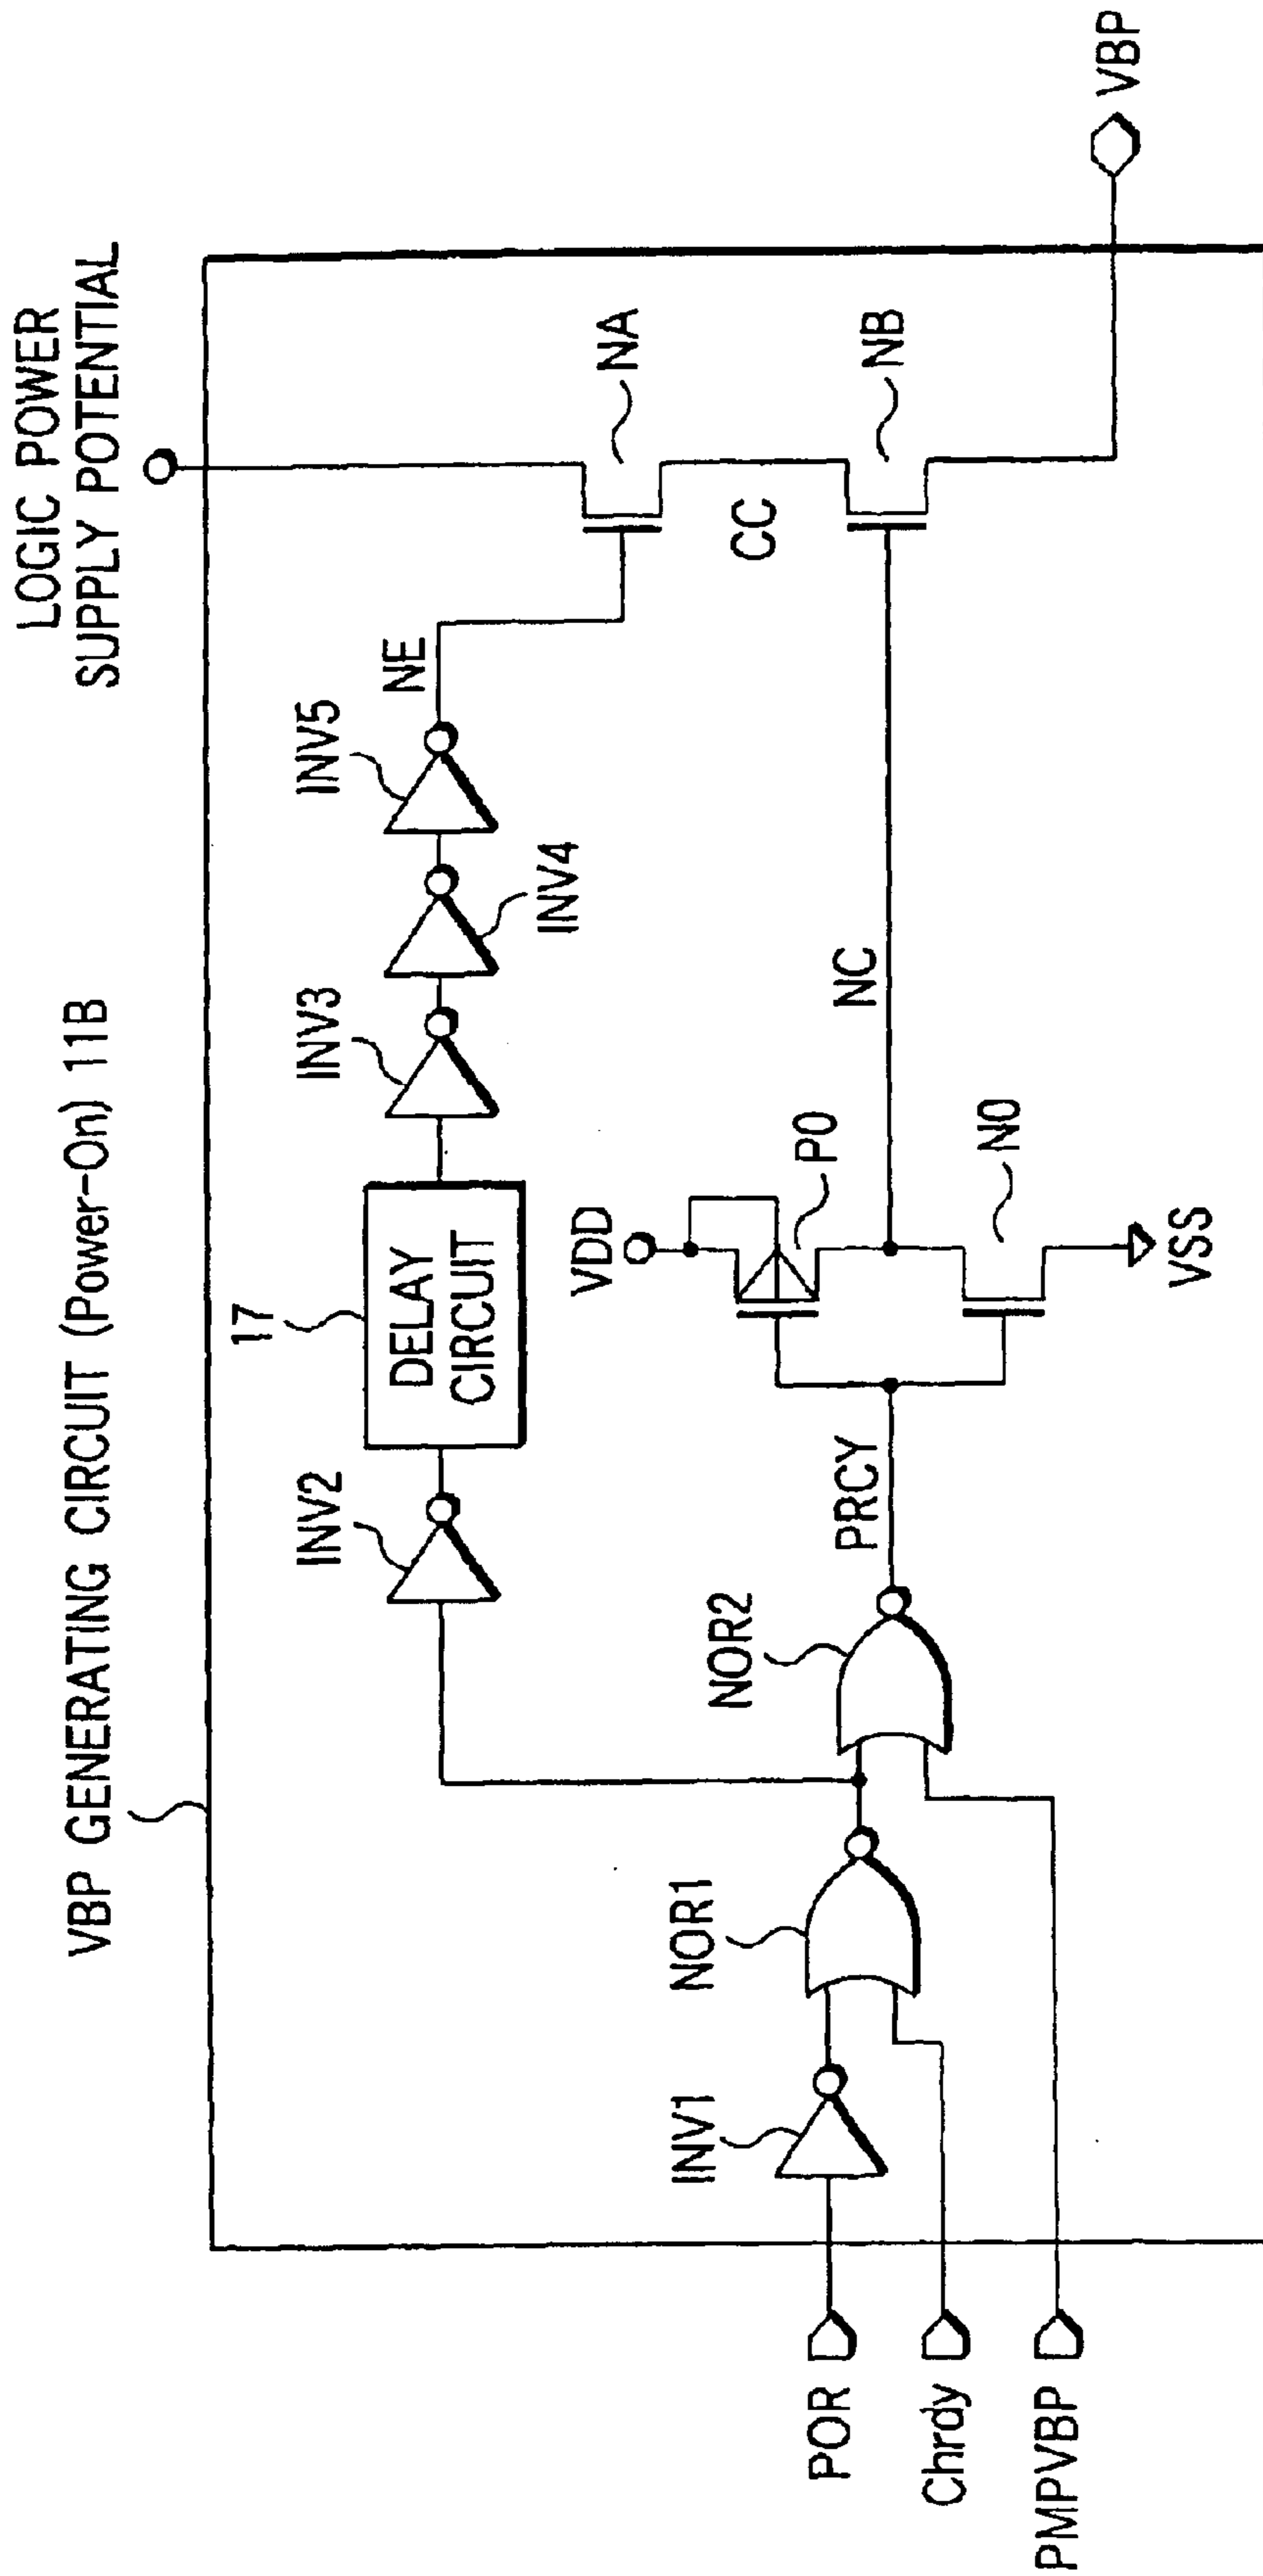 VBP GENERATING CIRCUIT (Power-On) 11B
LOGIC POWER
SUPPLY POTENTIAL
17
INV2
DELAY
CIRCUIT
INV3
INV4
INV5
NE
NA
VDD
P0
CC
NOR1
NOR2
PRCY
NC
NB
INV1
N0
VSS
POR
Chrdy
PMPVBP
VBP